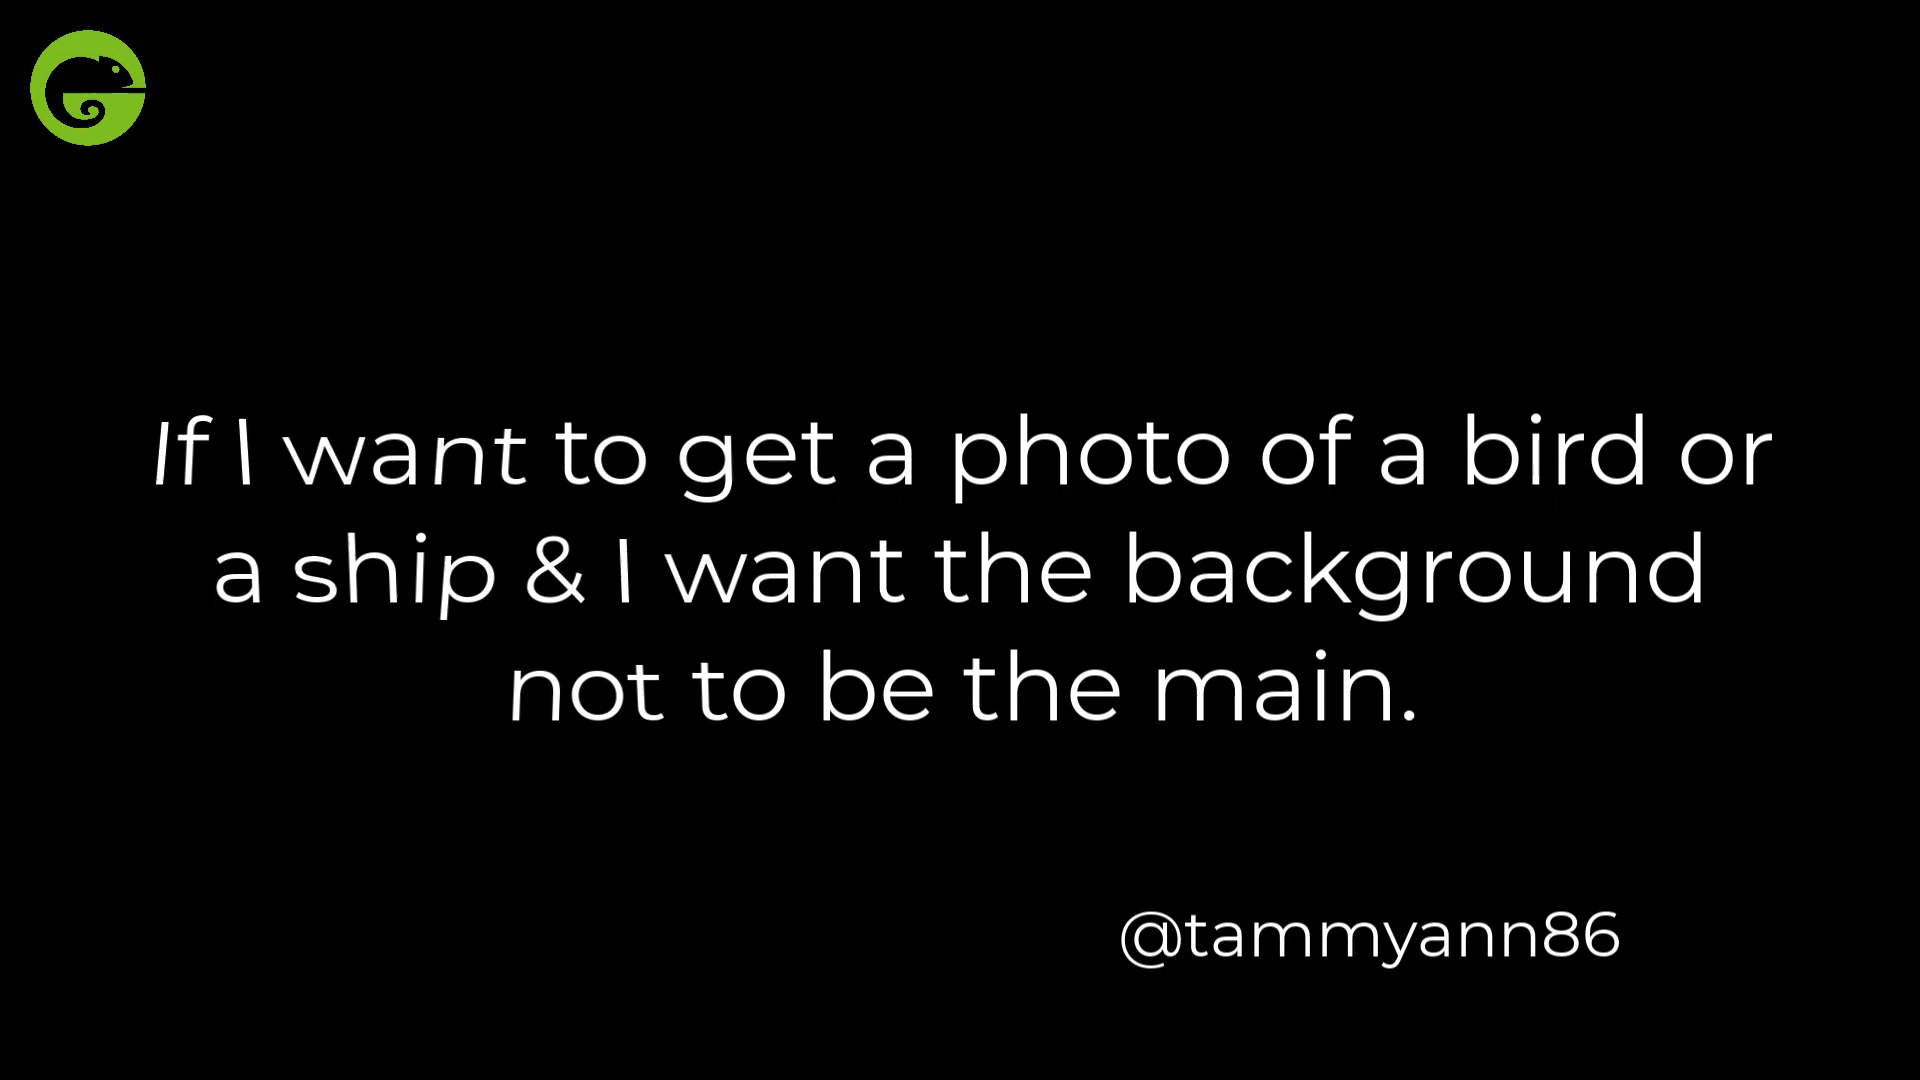 If I want to get a photo of a bird or
a ship & I want the background
not to be the main.
@tammyann86